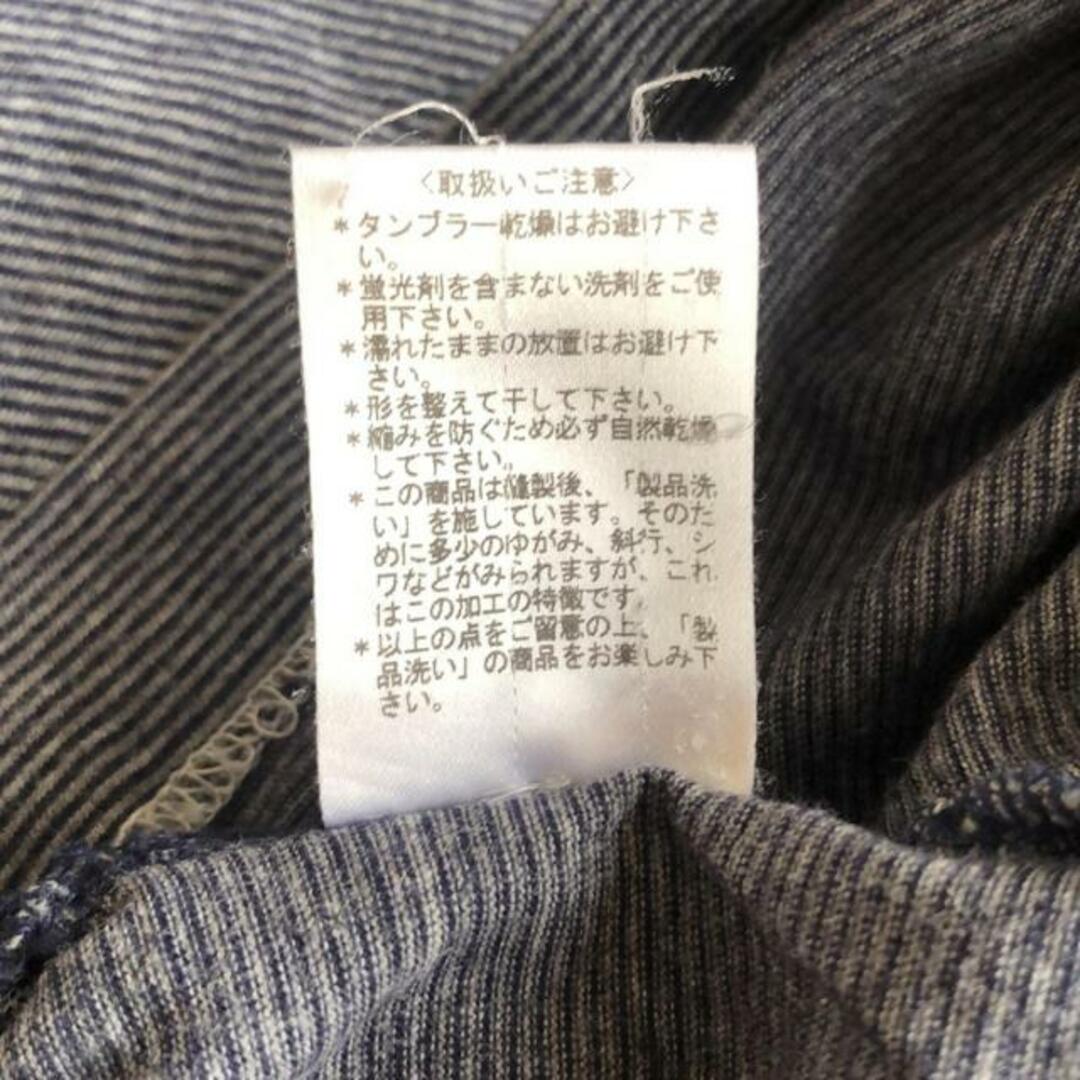 〈取扱いご注意〉
*タンブラー乾燥はお避け下さ
い。
*蛍光剤を含まない洗剤をご使
用下さい。
*濡れたままの放置はお避け下
さい。
*形を整えて干して下さい。
*縮みを防ぐため必ず自然乾燥
して下さい。
*この商品は縫製後、「製品洗
い」を施しています。そのた
めに多少のゆがみ、斜行、シ
ワなどがみられますが、これ
はこの加工の特徴です。
*以上の点をご留意の上、「製
品洗い」の商品をお楽しみ下
さい。